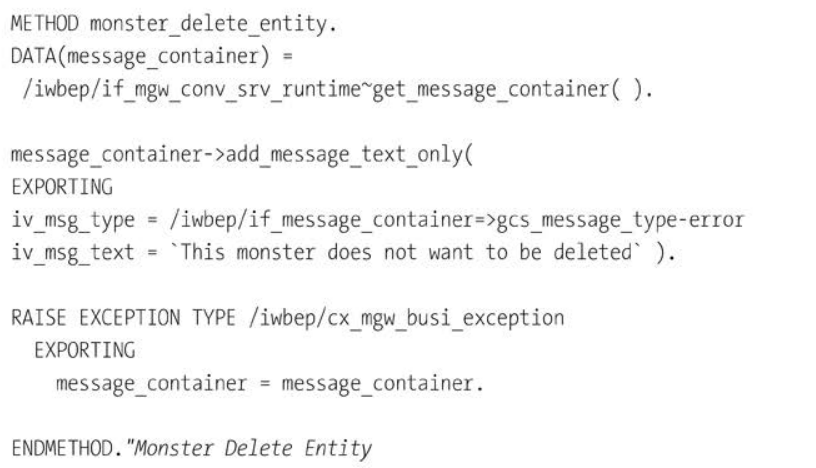 METHOD monster_delete_entity.
DATA(message_container) =
/iwbep/if_mgw_conv_srv_runtime~get_message_container( ).
message_container->add_message_text_only(
EXPORTING
iv_msg_type = /iwbep/if_message_container=>gcs_message_type-error
iv_msg_text = `This monster does not want to be deleted` ).
RAISE EXCEPTION TYPE /iwbep/cx_mgw_busi_exception
EXPORTING
message_container = message_container.
ENDMETHOD."Monster Delete Entity